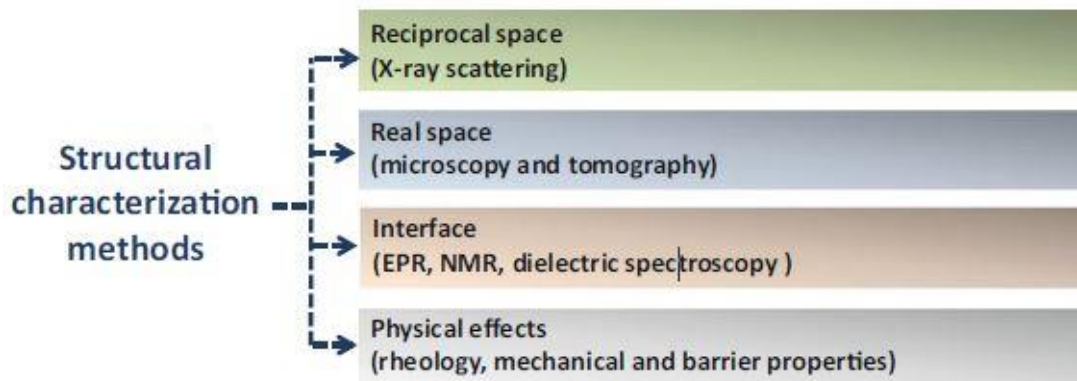 Structural
characterization
methods
Reciprocal space
(X-ray scattering)
Real space
(microscopy and tomography)
Interface
(EPR, NMR, dielectric spectroscopy )
Physical effects
(rheology, mechanical and barrier properties)